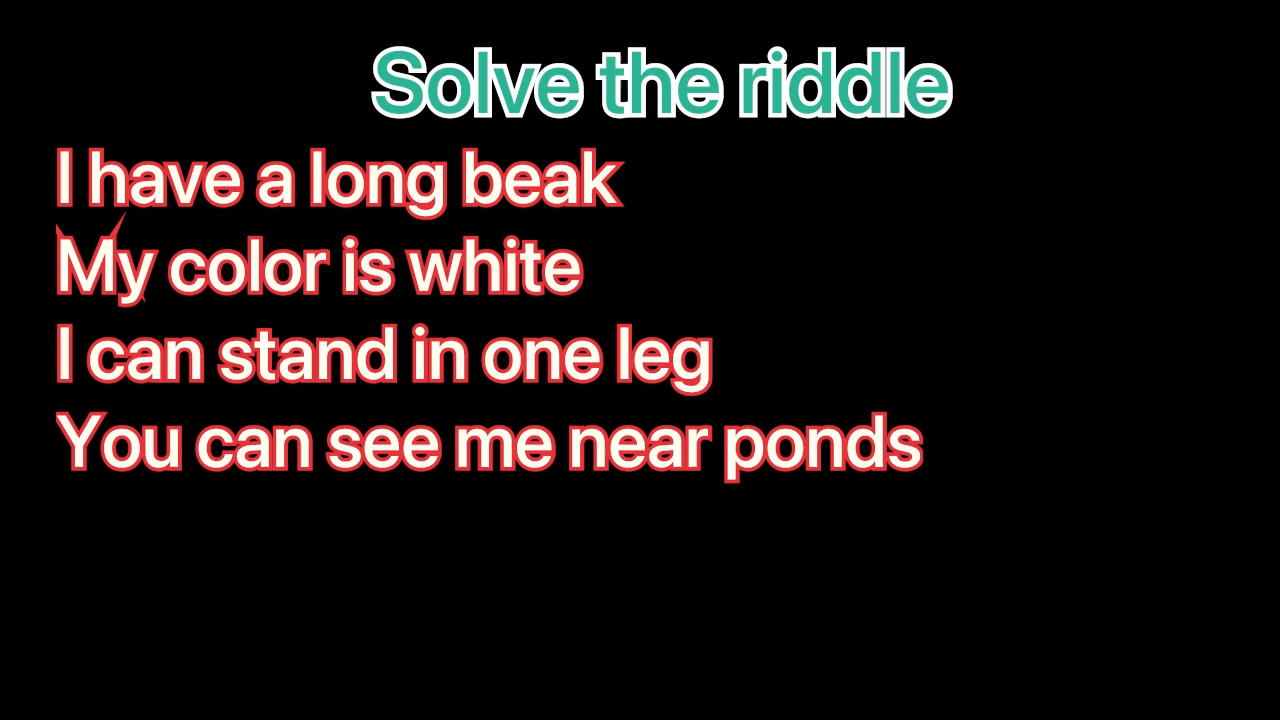 Solve the riddle
I have a long beak
My color is white
I can stand in one leg
You can see me near ponds